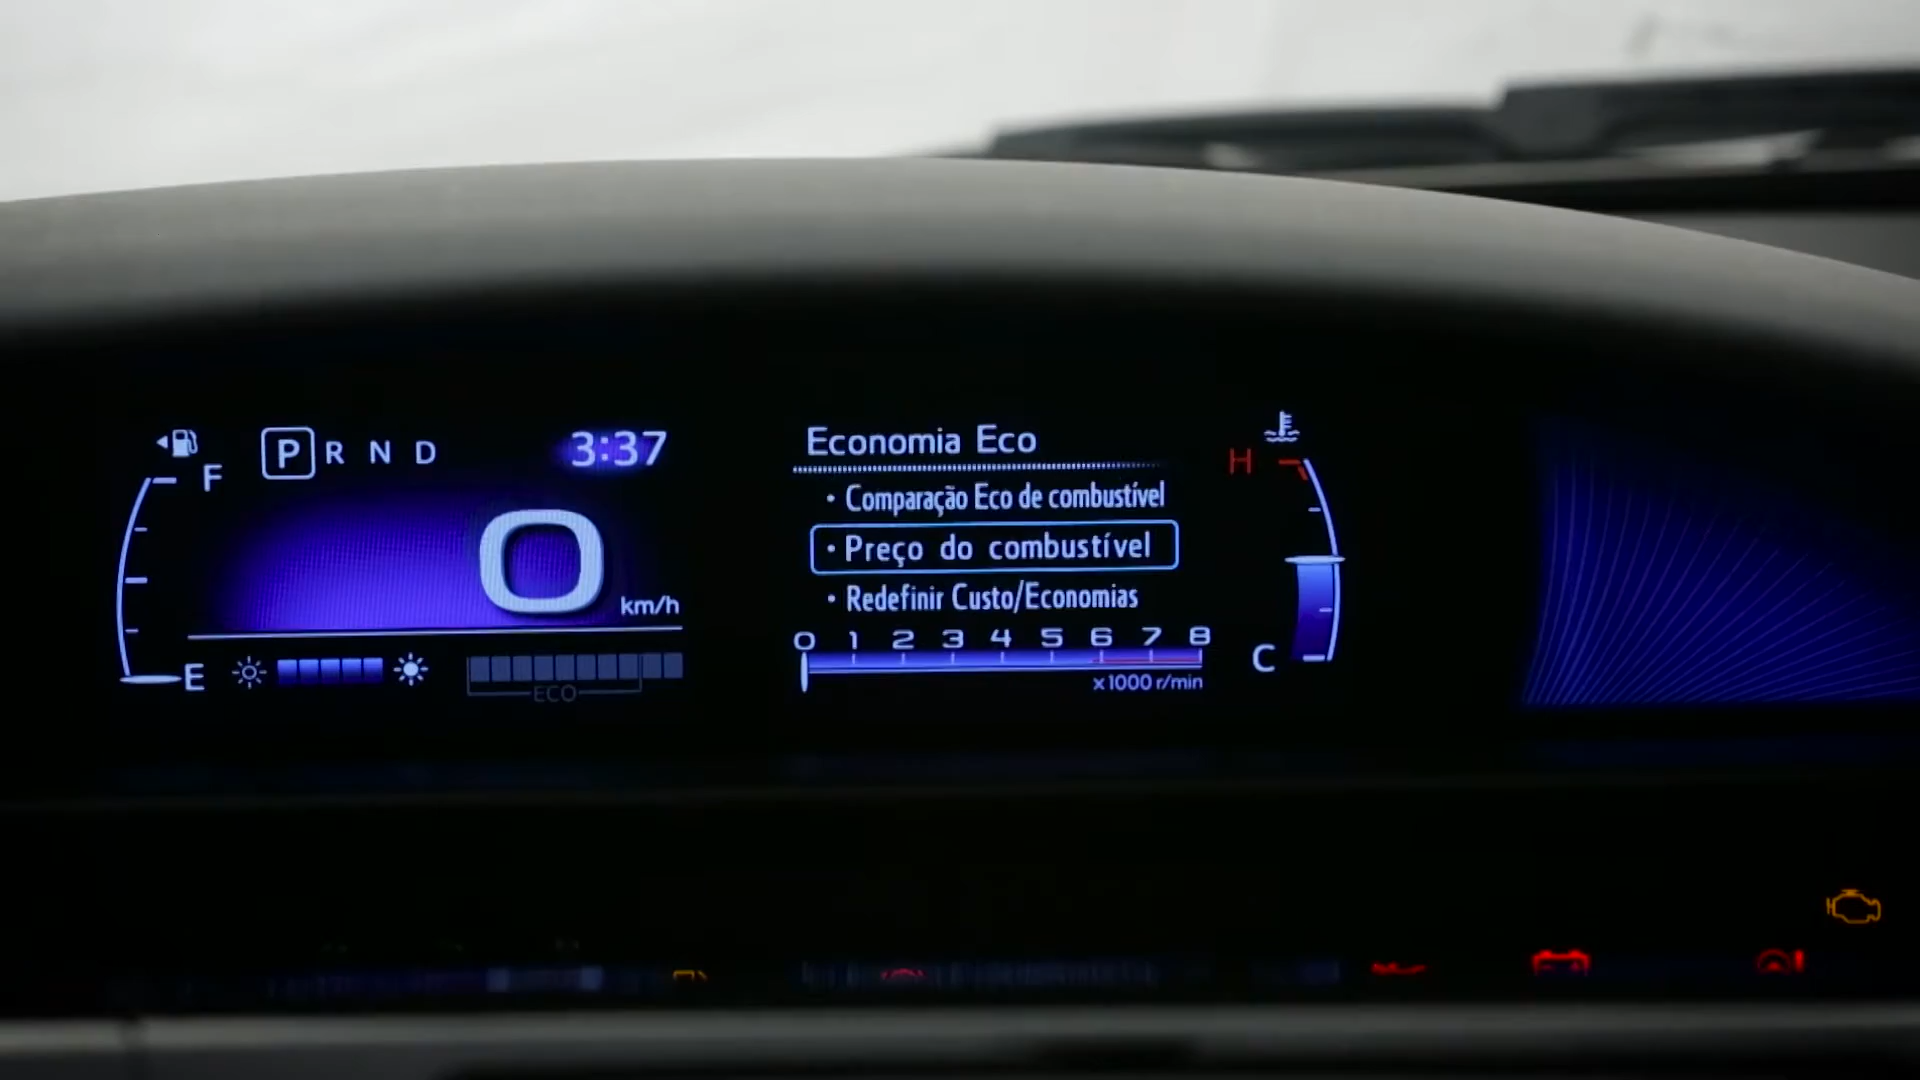 F
P R N D
3:37
0
km/h
E
ECO
Economia Eco
• Comparação Eco de combustível
• Preço do combustível
• Redefinir Custo/Economias
0 1 2 3 4 5 6 7 8
x1000 r/min
H
C